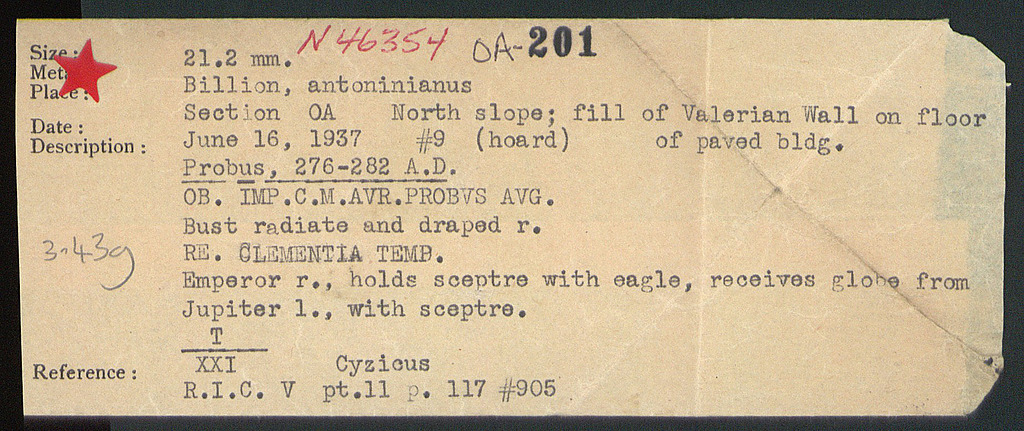 N 46354 OA-201
Size: 21.2 mm.
Metal: Billion, antoninianus
Place: Section OA North slope; fill of Valerian Wall on floor
Date: June 16, 1937 #9 (hoard) of paved bldg.
Description: Probus, 276-282 A.D.
OB. IMP.C.M.AVR.PROBVS AVG.
Bust radiate and draped r.
3.43g RE. CLEMENTIA TEMP.
Emperor r., holds sceptre with eagle, receives globe from
Jupiter l., with sceptre.
T
XXI Cyzicus
Reference: R.I.C. V pt.11 p. 117 #905